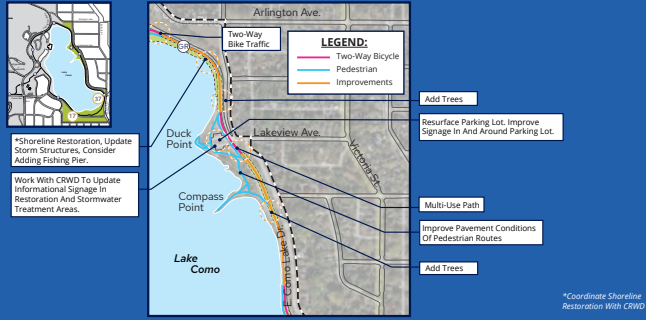 Arlington Ave.
Two-Way
Bike Traffic
GR
LEGEND:
Two-Way Bicycle
Pedestrian
Improvements
37
17
Add Trees
Resurface Parking Lot. Improve
Signage In And Around Parking Lot.
*Shoreline Restoration, Update
Storm Structures, Consider
Adding Fishing Pier.
Duck
Point
Lakeview Ave.
Victoria St.
Work With CRWD To Update
Informational Signage In
Restoration And Stormwater
Treatment Areas.
Compass
Point
Multi-Use Path
Improve Pavement Conditions
Of Pedestrian Routes
Add Trees
Lake
Como
E Como Lake Dr.
*Coordinate Shoreline
Restoration With CRWD